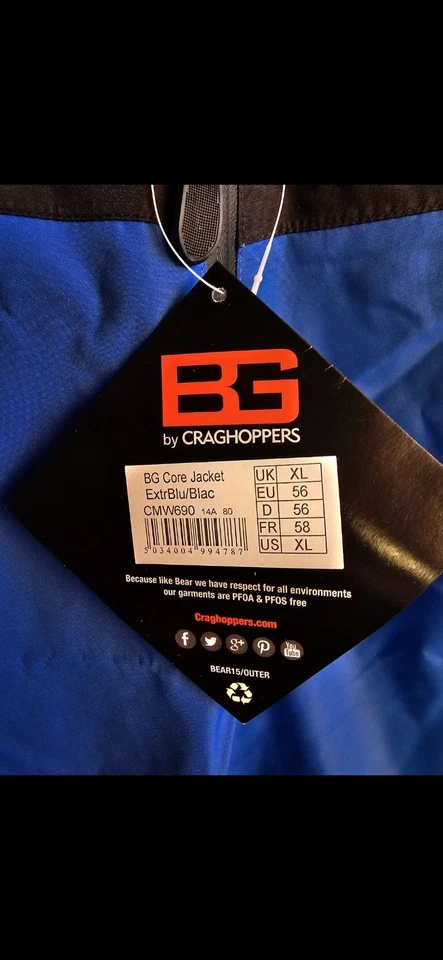 BG
by CRAGHOPPERS
BG Core Jacket
ExtrBlu/Blac
CMW690 14A 80
5 034004 994787
UK XL
EU 56
D 56
FR 58
US XL
Because like Bear we have respect for all environments
our garments are PFOA & PFOS free
Craghoppers.com
f g+ P You Tube
BEAR15/OUTER